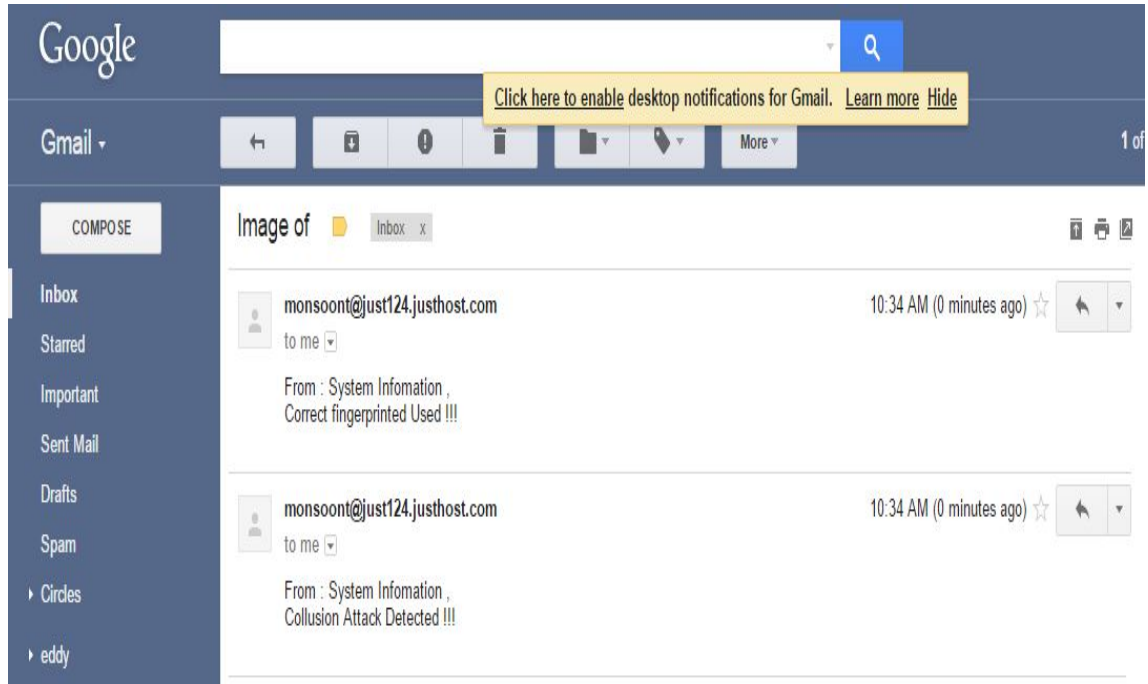 Google
Click here to enable desktop notifications for Gmail. Learn more Hide
Gmail
More
1 of
COMPOSE
Image of
Inbox x
Inbox
Starred
Important
Sent Mail
Drafts
Spam
Circles
eddy
monsoont@just124.justhost.com
10:34 AM (0 minutes ago)
to me
From : System Infomation ,
Correct fingerprinted Used !!!
monsoont@just124.justhost.com
10:34 AM (0 minutes ago)
to me
From : System Infomation ,
Collusion Attack Detected !!!